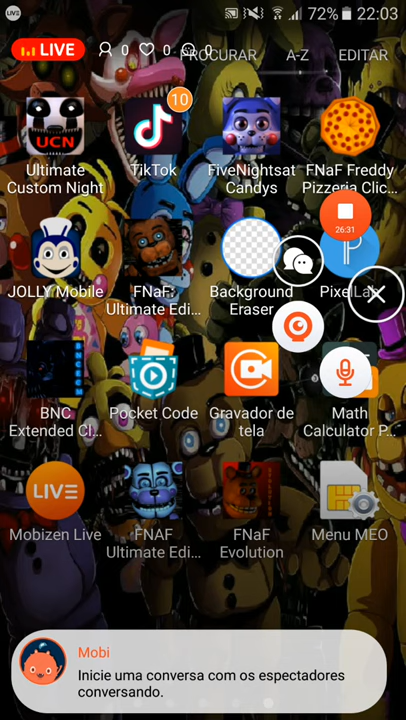 LIVE
72% 22:03
LIVE 0 0 0
PROCURAR A-Z EDITAR
10
UCN
Ultimate
Custom Night
TikTok
FiveNightsat
Candys
FNaF Freddy
Pizzeria Clic...
26:31
JOLLY Mobile
FNaF:
Ultimate Edi...
Background
Eraser
PixelLab
BNC
Extended Cl...
Pocket Code
Gravador de
tela
Math
Calculator P...
LIVE
Mobizen Live
FNAF
Ultimate Edi...
FNaF
Evolution
Menu MEO
Mobi
Inicie uma conversa com os espectadores
conversando.